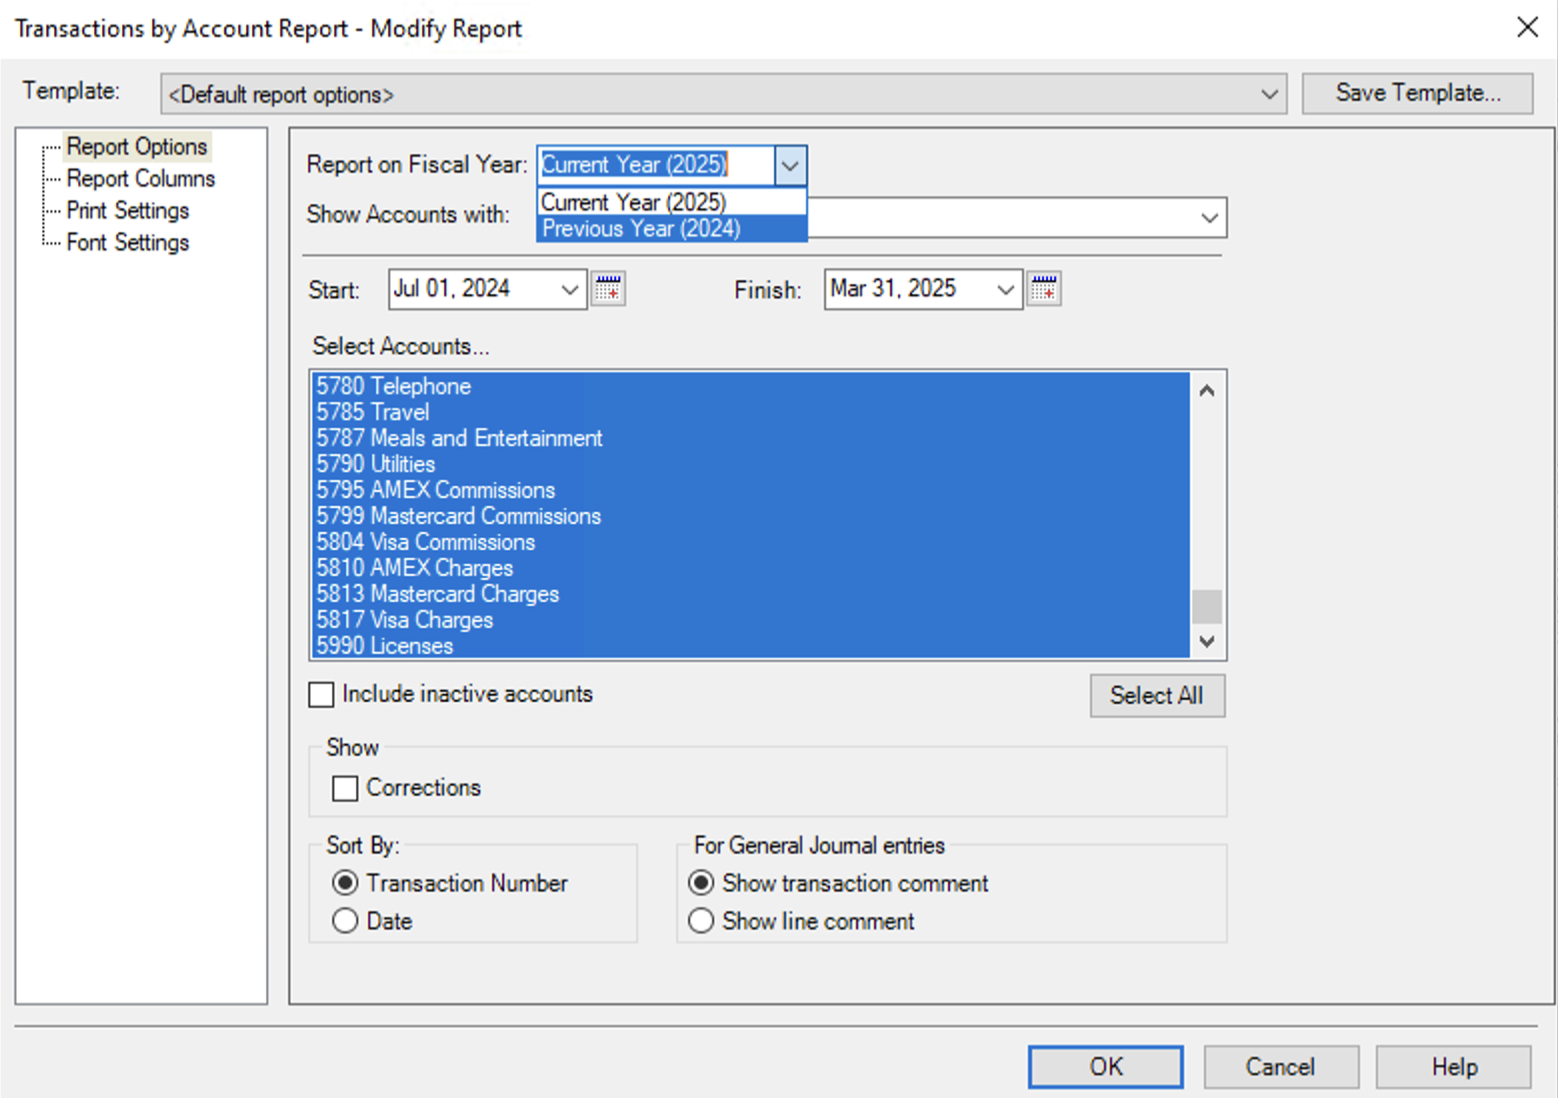 Transactions by Account Report - Modify Report
Template: <Default report options> Save Template...
Report Options
Report Columns
Print Settings
Font Settings
Report on Fiscal Year: Current Year (2025)
Current Year (2025)
Previous Year (2024)
Show Accounts with:
Start: Jul 01, 2024 Finish: Mar 31, 2025
Select Accounts...
5780 Telephone
5785 Travel
5787 Meals and Entertainment
5790 Utilities
5795 AMEX Commissions
5799 Mastercard Commissions
5804 Visa Commissions
5810 AMEX Charges
5813 Mastercard Charges
5817 Visa Charges
5990 Licenses
Include inactive accounts Select All
Show
Corrections
Sort By:
Transaction Number
Date
For General Journal entries
Show transaction comment
Show line comment
OK Cancel Help